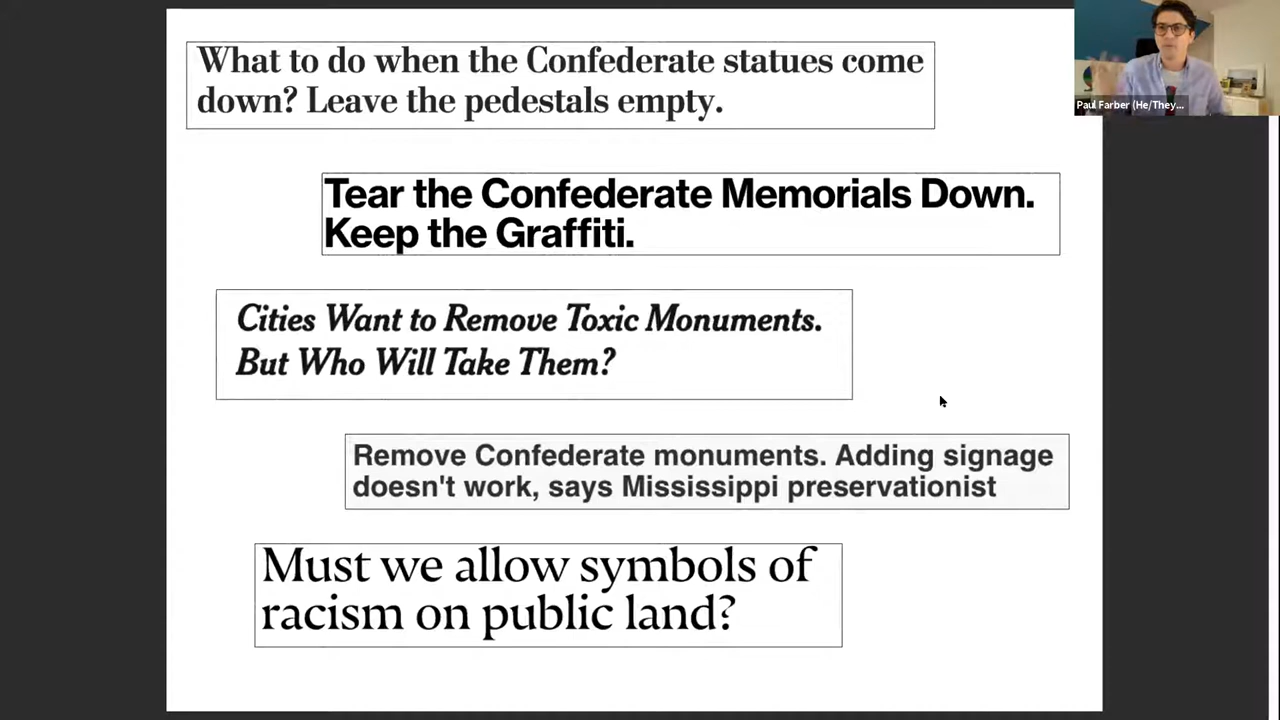 What to do when the Confederate statues come
down? Leave the pedestals empty.
Paul Farber (He/They...
Tear the Confederate Memorials Down.
Keep the Graffiti.
Cities Want to Remove Toxic Monuments.
But Who Will Take Them?
Remove Confederate monuments. Adding signage
doesn't work, says Mississippi preservationist
Must we allow symbols of
racism on public land?